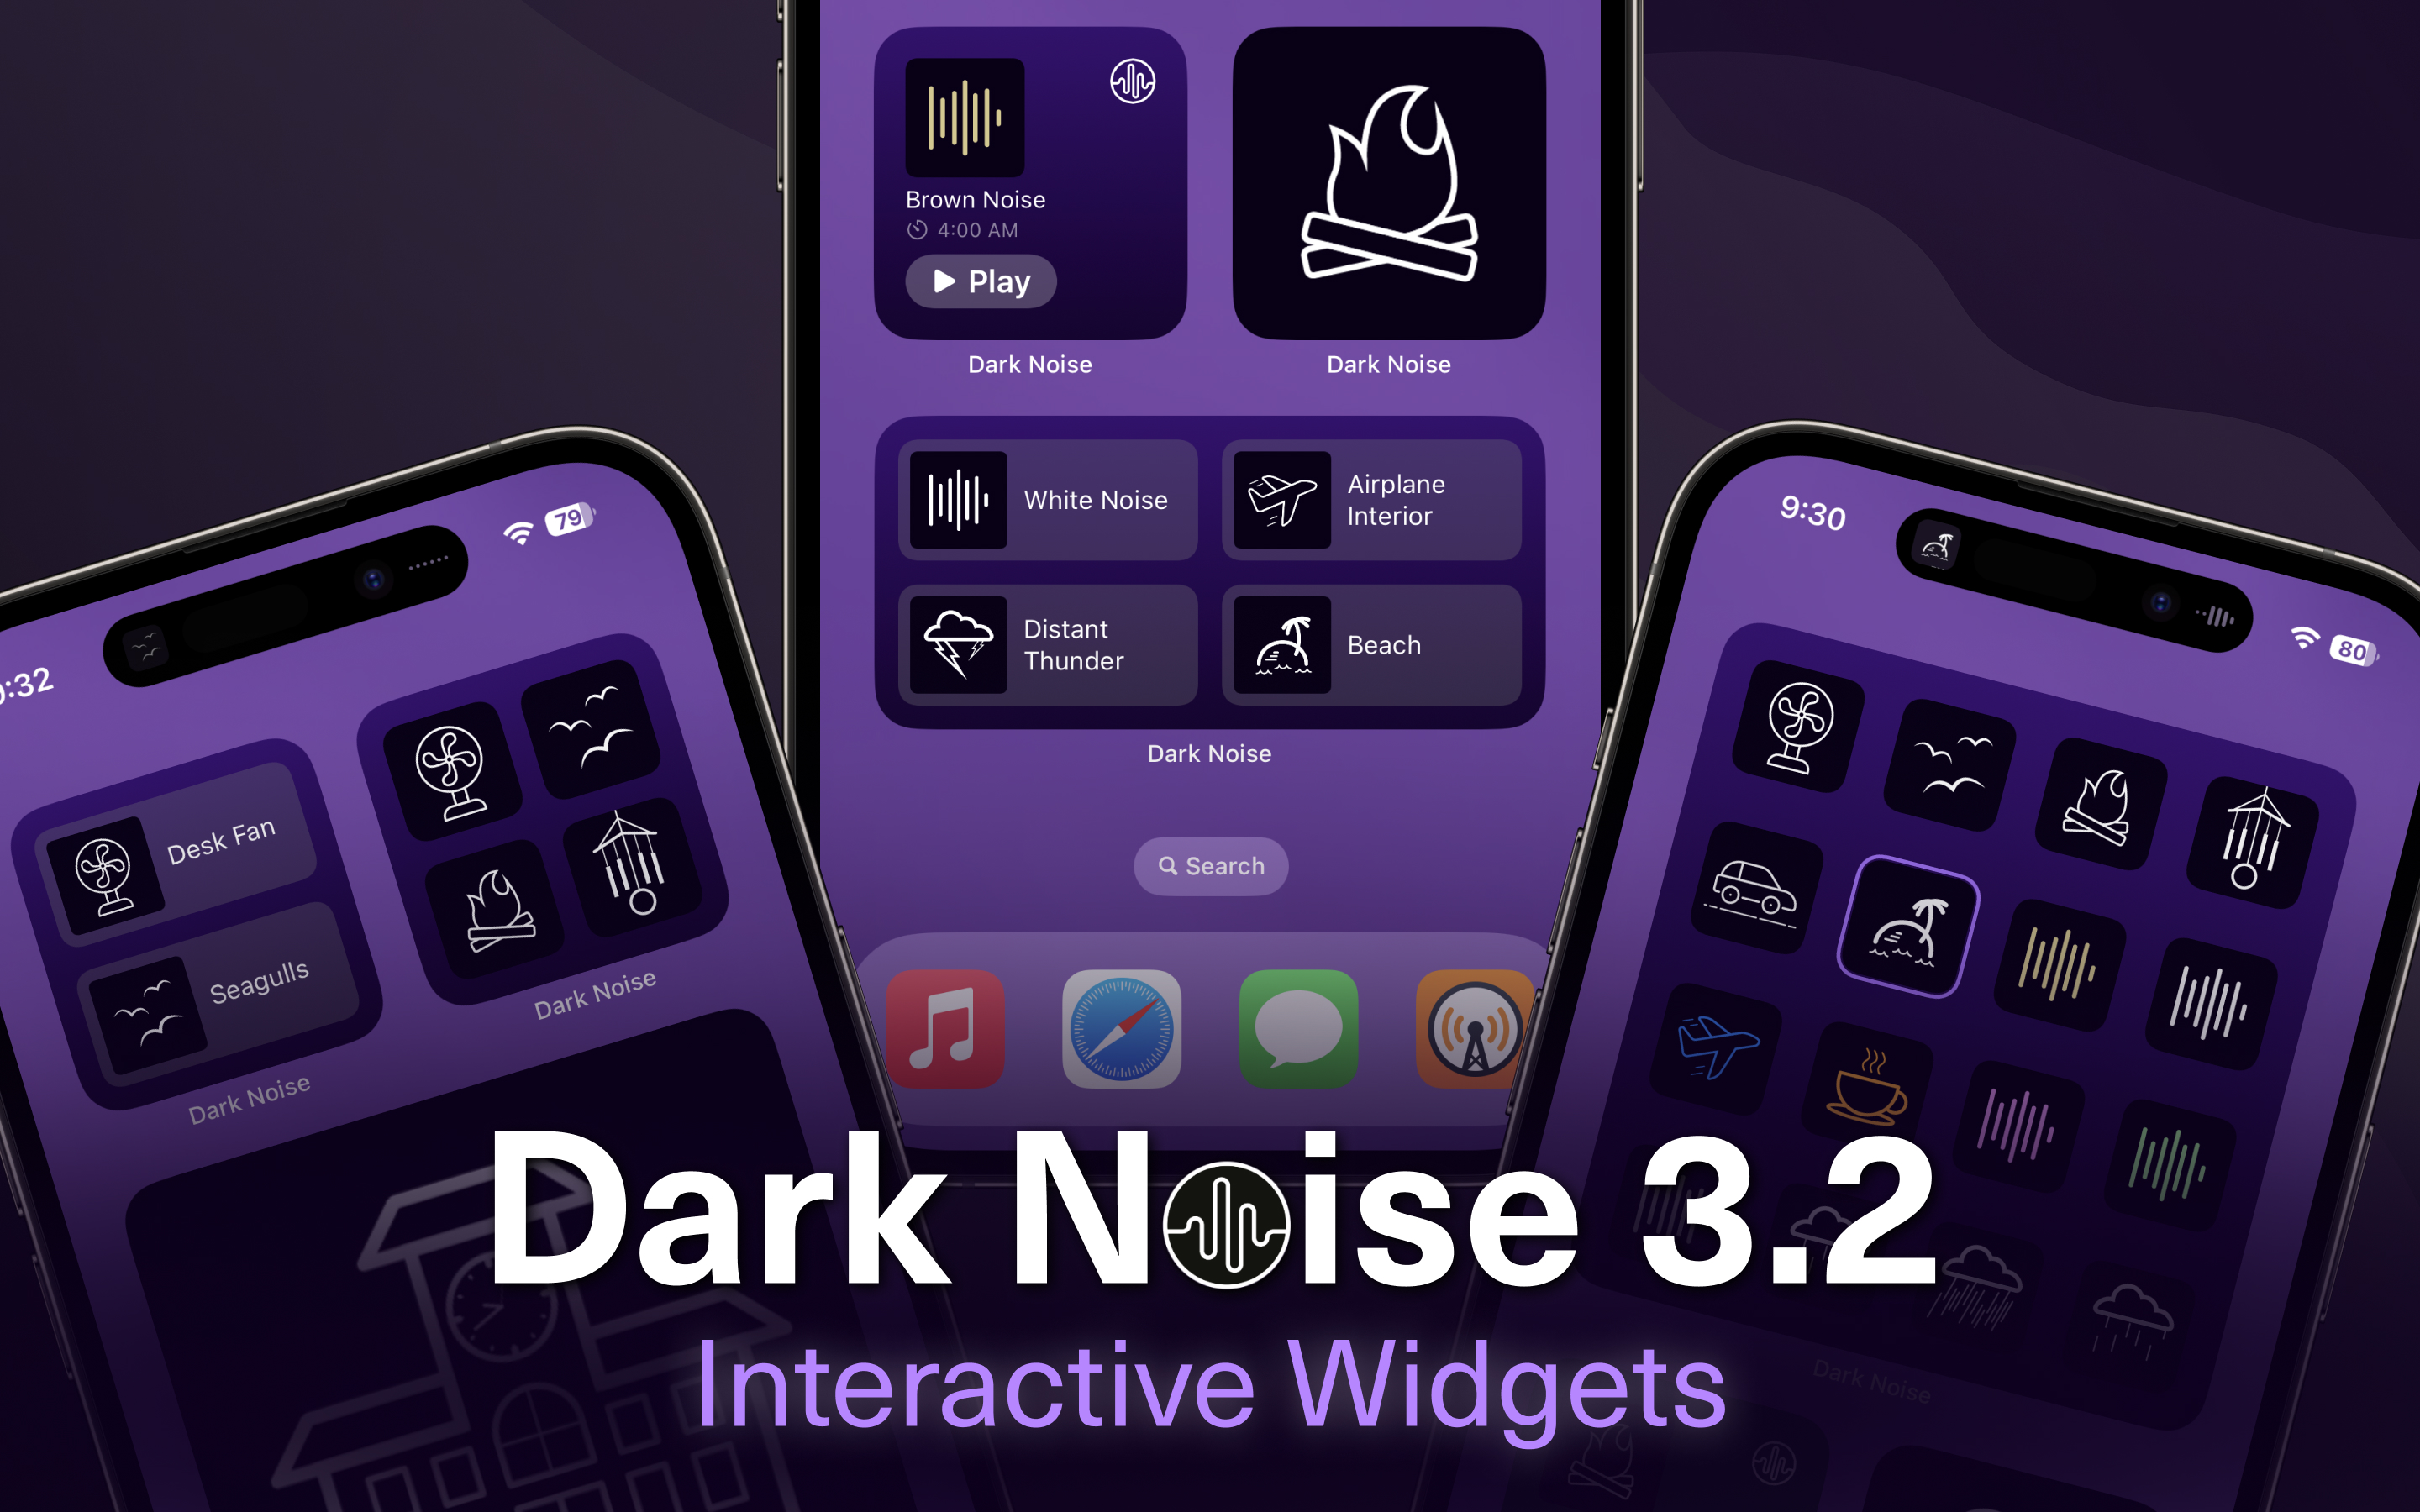 Brown Noise
4:00 AM
Play
Dark Noise
Dark Noise
White Noise
Airplane
Interior
Distant
Thunder
Beach
Dark Noise
Search
:32
79
Desk Fan
Seagulls
Dark Noise
Dark Noise
9:30
80
Dark Noise
Dark Noise 3.2
Interactive Widgets